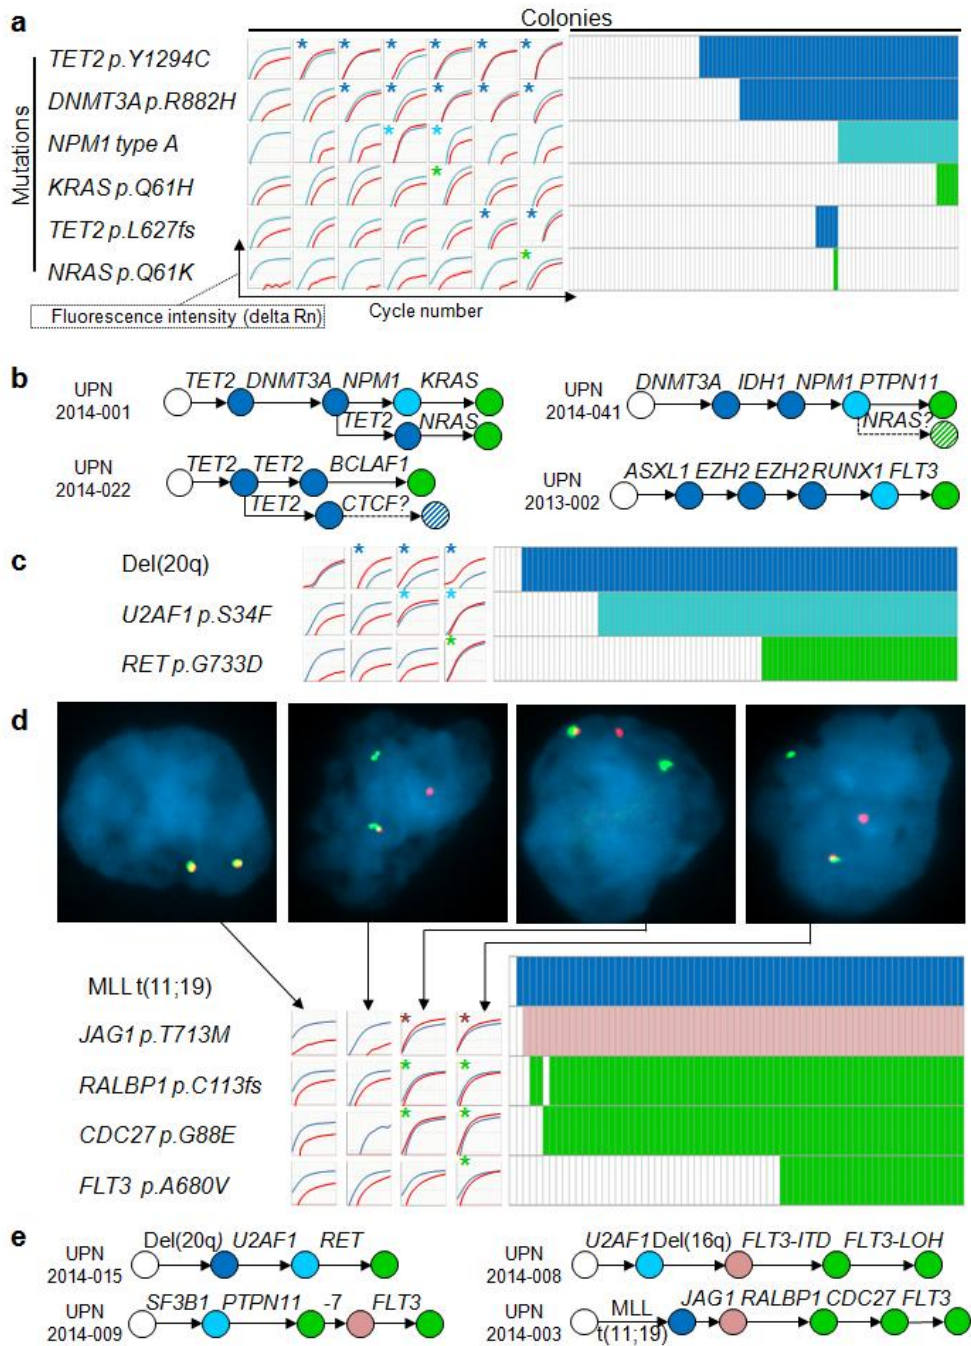 a
Colonies
Mutations
TET2 p.Y1294C
DNMT3A p.R882H
NPM1 type A
KRAS p.Q61H
TET2 p.L627fs
NRAS p.Q61K
Fluorescence intensity (delta Rn)
Cycle number
b
UPN
2014-001
TET2 DNMT3A NPM1 KRAS
TET2 NRAS
UPN
2014-041
DNMT3A IDH1 NPM1 PTPN11
NRAS?
UPN
2014-022
TET2 TET2 BCLAF1
TET2 CTCF?
UPN
2013-002
ASXL1 EZH2 EZH2 RUNX1 FLT3
c
Del(20q)
U2AF1 p.S34F
RET p.G733D
d
MLL t(11;19)
JAG1 p.T713M
RALBP1 p.C113fs
CDC27 p.G88E
FLT3 p.A680V
e
UPN
2014-015
Del(20q) U2AF1 RET
UPN
2014-008
U2AF1 Del(16q) FLT3-ITD FLT3-LOH
UPN
2014-009
SF3B1 PTPN11 -7 FLT3
UPN
2014-003
MLL
t(11;19)
JAG1 RALBP1 CDC27 FLT3